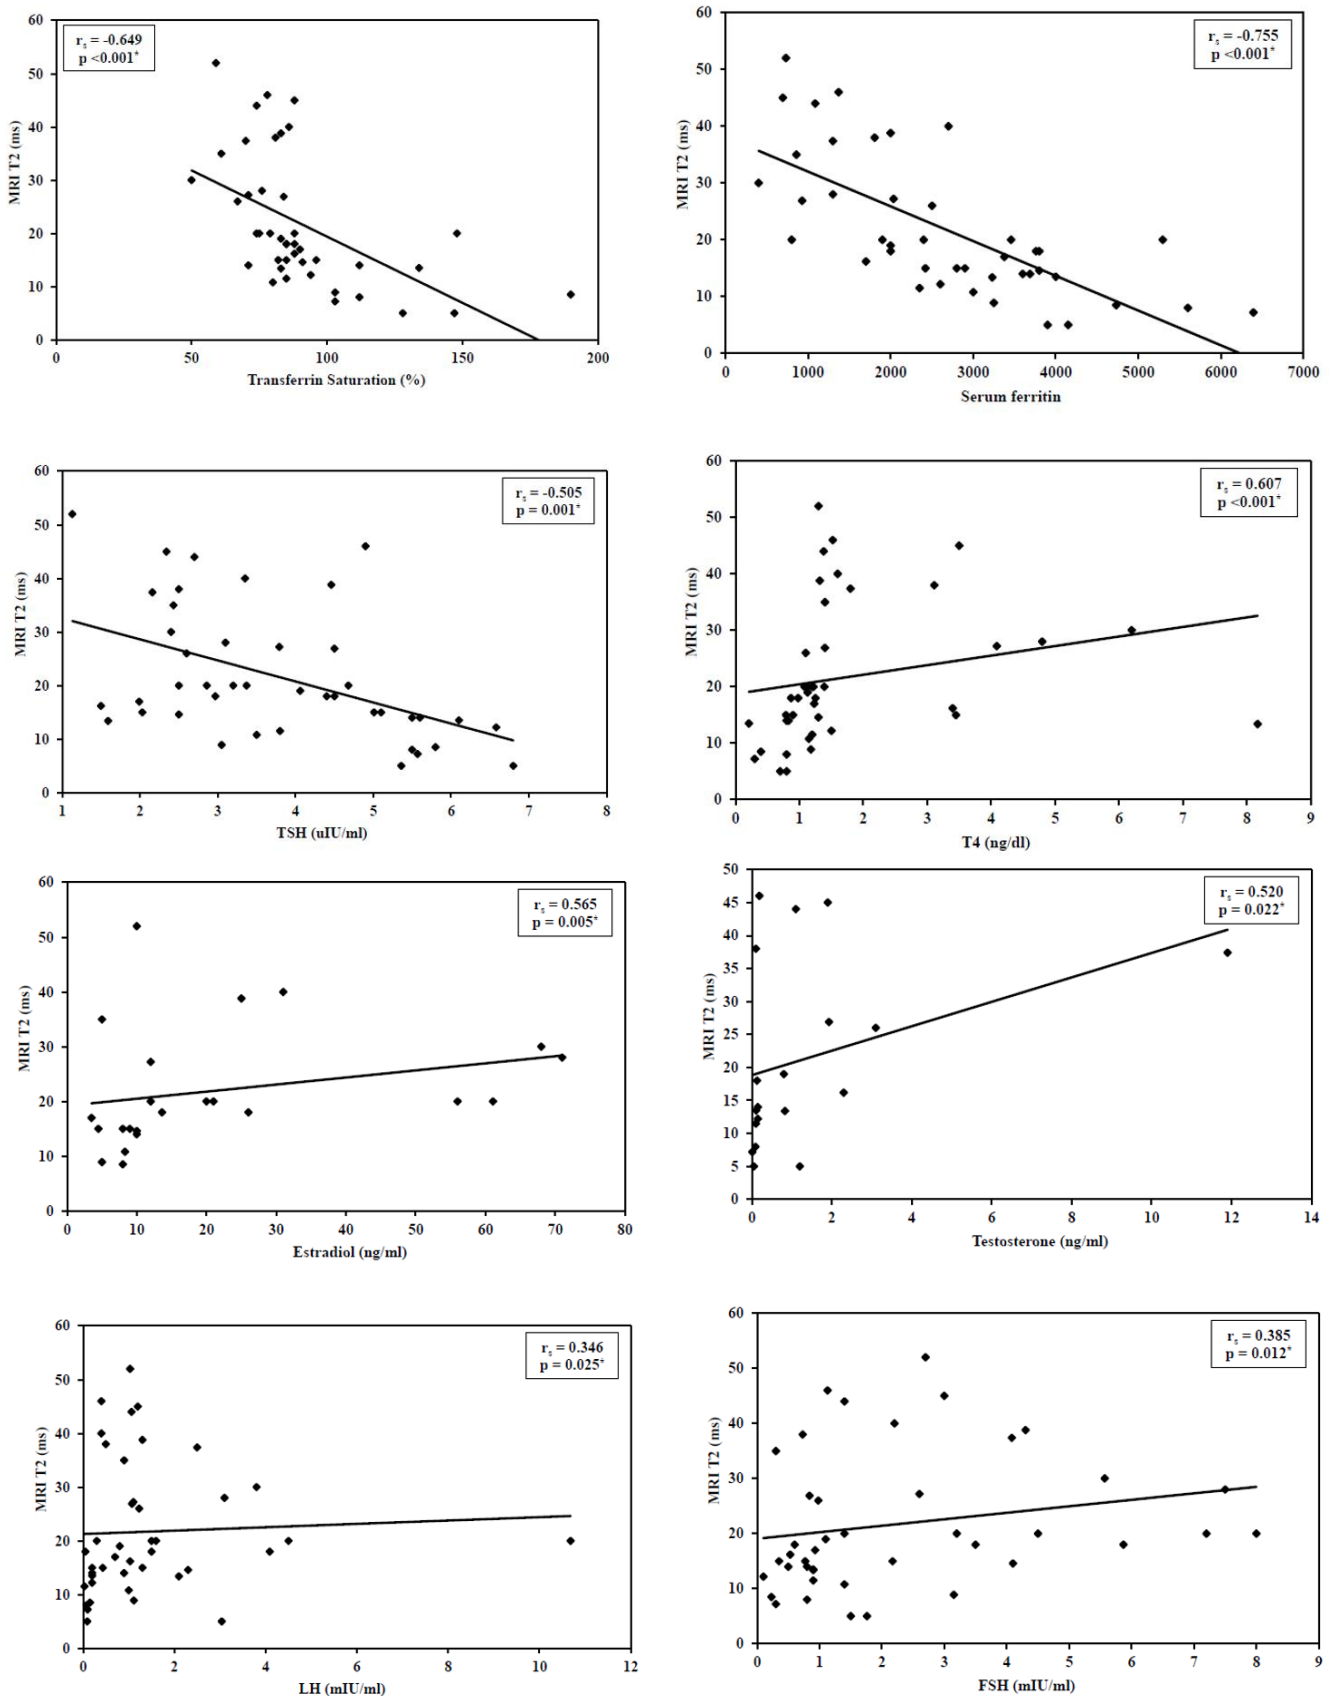 60
50
40
30
20
10
0
MRI T2 (ms)
rs = -0.649
p <0.001*
0 50 100 150 200
Transferrin Saturation (%)
60
50
40
30
20
10
0
MRI T2 (ms)
rs = -0.755
p <0.001*
0 1000 2000 3000 4000 5000 6000 7000
Serum ferritin
60
50
40
30
20
10
0
MRI T2 (ms)
rs = -0.505
p = 0.001*
1 2 3 4 5 6 7 8
TSH (uIU/ml)
60
50
40
30
20
10
0
MRI T2 (ms)
rs = 0.607
p <0.001*
0 1 2 3 4 5 6 7 8 9
T4 (ng/dl)
60
50
40
30
20
10
0
MRI T2 (ms)
rs = 0.565
p = 0.005*
0 10 20 30 40 50 60 70 80
Estradiol (ng/ml)
50
45
40
35
30
25
20
15
10
5
0
MRI T2 (ms)
rs = 0.520
p = 0.022*
0 2 4 6 8 10 12 14
Testosterone (ng/ml)
60
50
40
30
20
10
0
MRI T2 (ms)
rs = 0.346
p = 0.025*
0 2 4 6 8 10 12
LH (mIU/ml)
60
50
40
30
20
10
0
MRI T2 (ms)
rs = 0.385
p = 0.012*
0 1 2 3 4 5 6 7 8 9
FSH (mIU/ml)